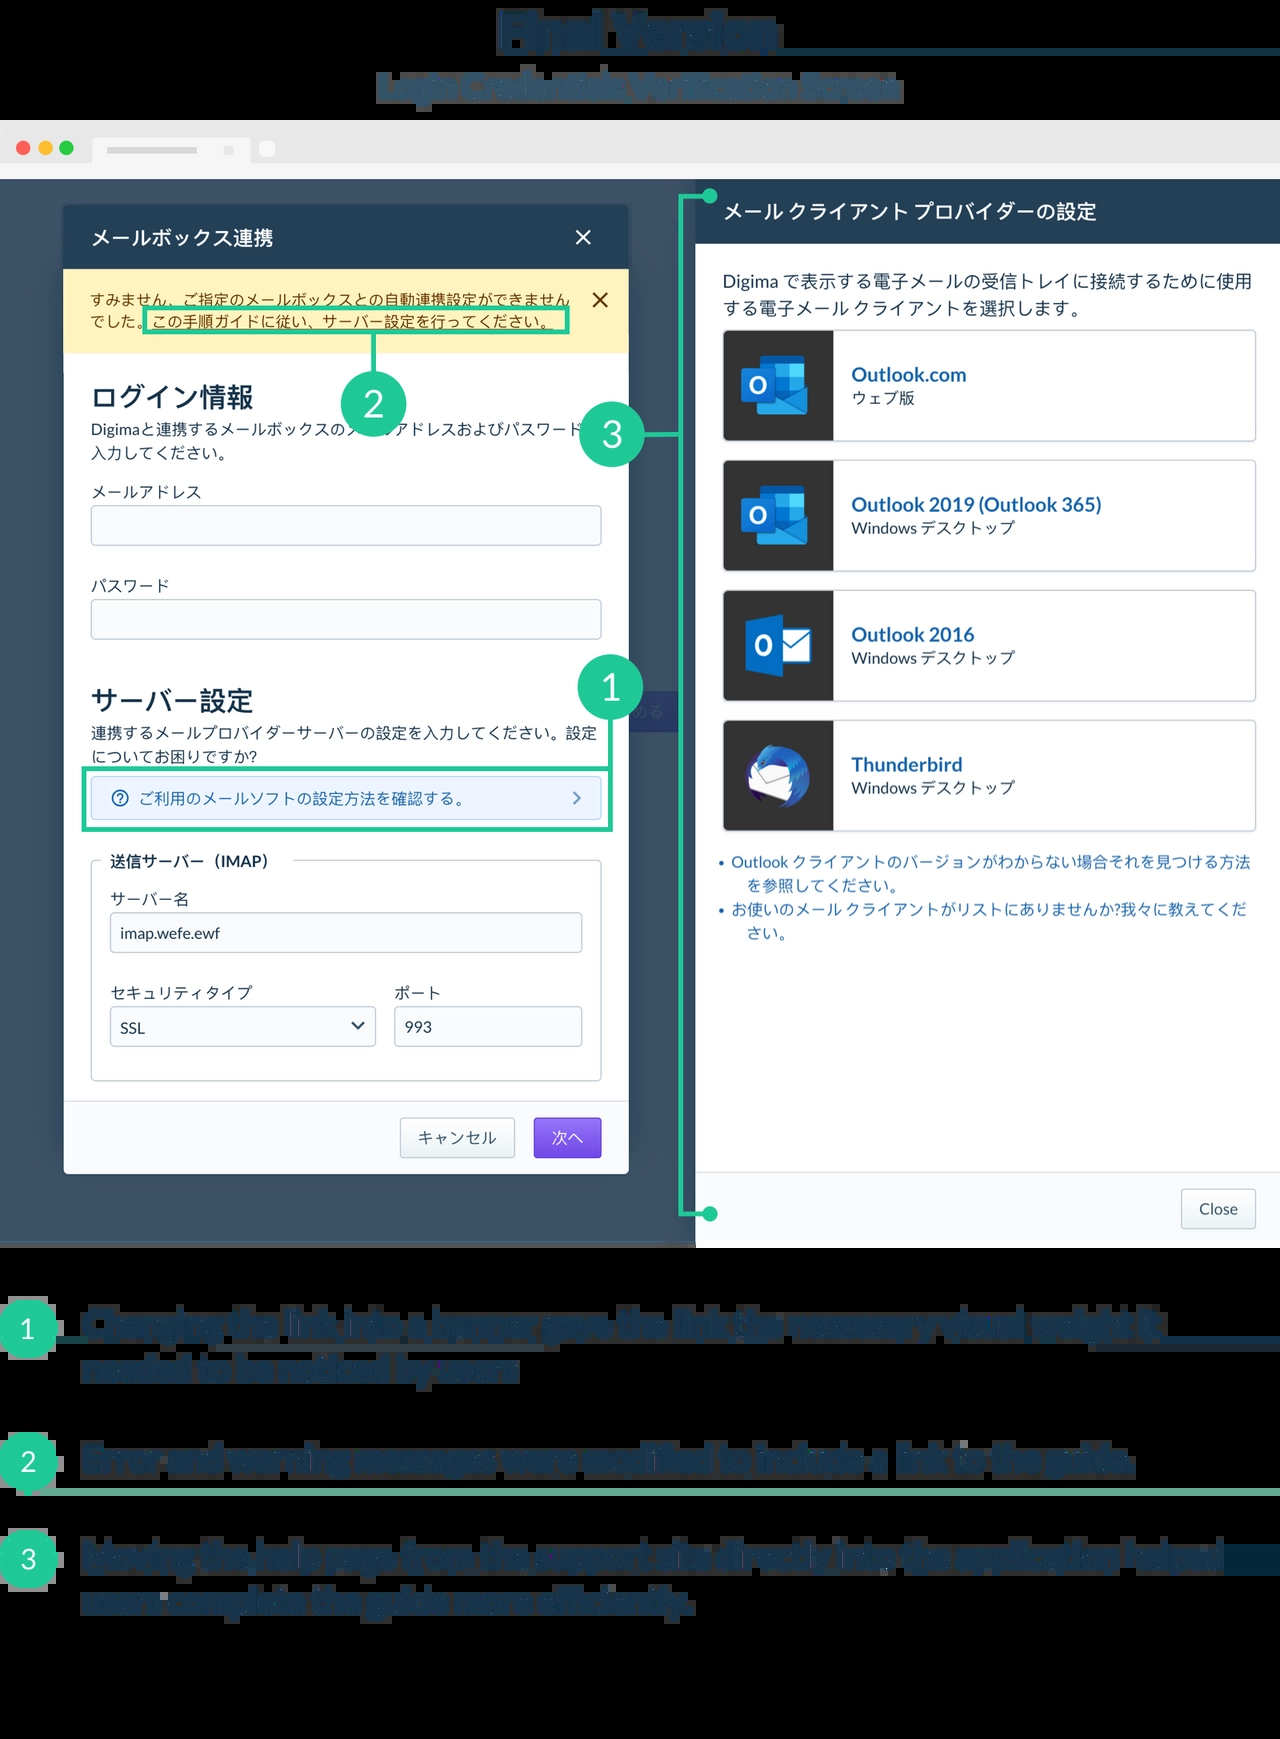 Final Version
メールボックス連携
すみません、ご指定のメールボックスとの自動連携設定ができません
でした。この手順ガイドに従い、サーバー設定を行ってください。
2
ログイン情報
Digimaと連携するメールボックスのメールアドレスおよびパスワード
入力してください。
3
メールアドレス
パスワード
1
サーバー設定
連携するメールプロバイダーサーバーの設定を入力してください。設定
についてお困りですか?
ご利用のメールソフトの設定方法を確認する。
送信サーバー（IMAP）
サーバー名
imap.wefe.ewf
セキュリティタイプ
ポート
SSL
993
キャンセル
次へ
める
メール クライアント プロバイダーの設定
Digima で表示する電子メールの受信トレイに接続するために使用
する電子メール クライアントを選択します。
Outlook.com
ウェブ版
Outlook 2019 (Outlook 365)
Windows デスクトップ
Outlook 2016
Windows デスクトップ
Thunderbird
Windows デスクトップ
• Outlook クライアントのバージョンがわからない場合それを見つける方法
を参照してください。
• お使いのメール クライアントがリストにありませんか?我々に教えてくだ
さい。
Close
1
Changing the link into a banner gave the link the necessary visual weight it
needed to be noticed by users
2
Error and warning messages were modified to include a link to the guide.
3
Moving the help page from the support site directly into the application helped
users complete the guide more efficiently.